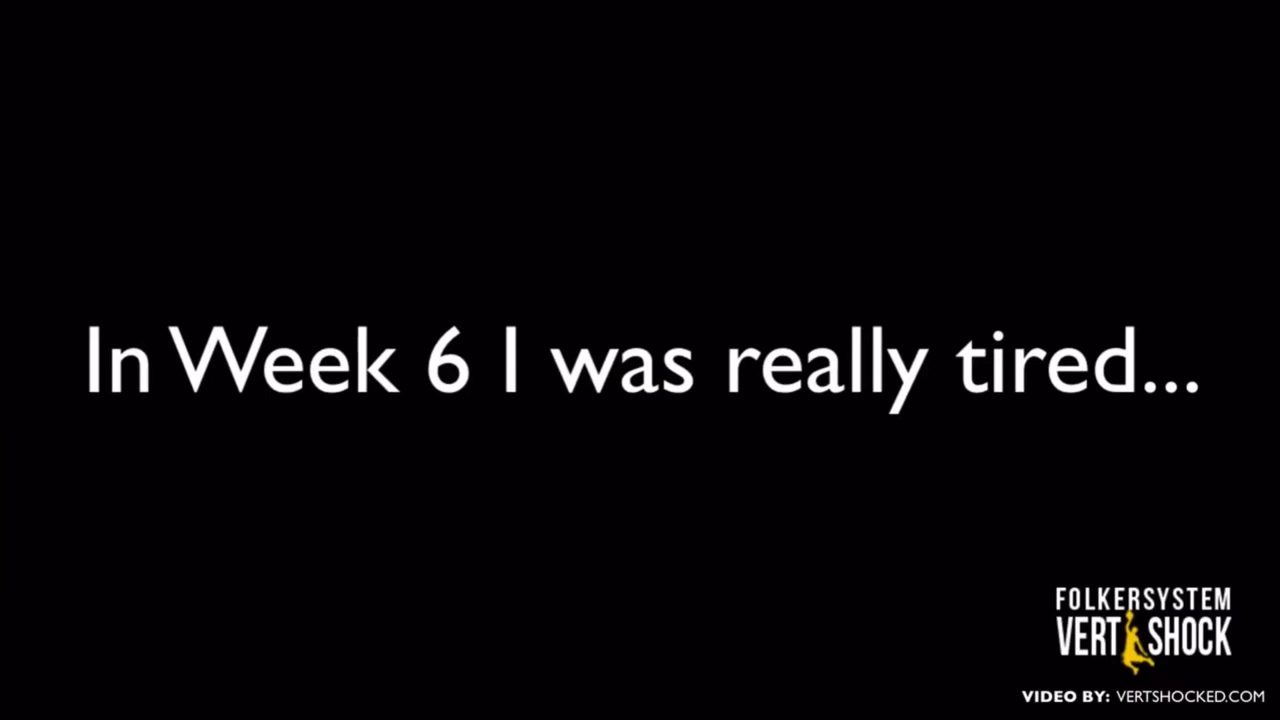 In Week 6 I was really tired...
FOLKERSYSTEM
VERT SHOCK
VIDEO BY: VERTSHOCKED.COM